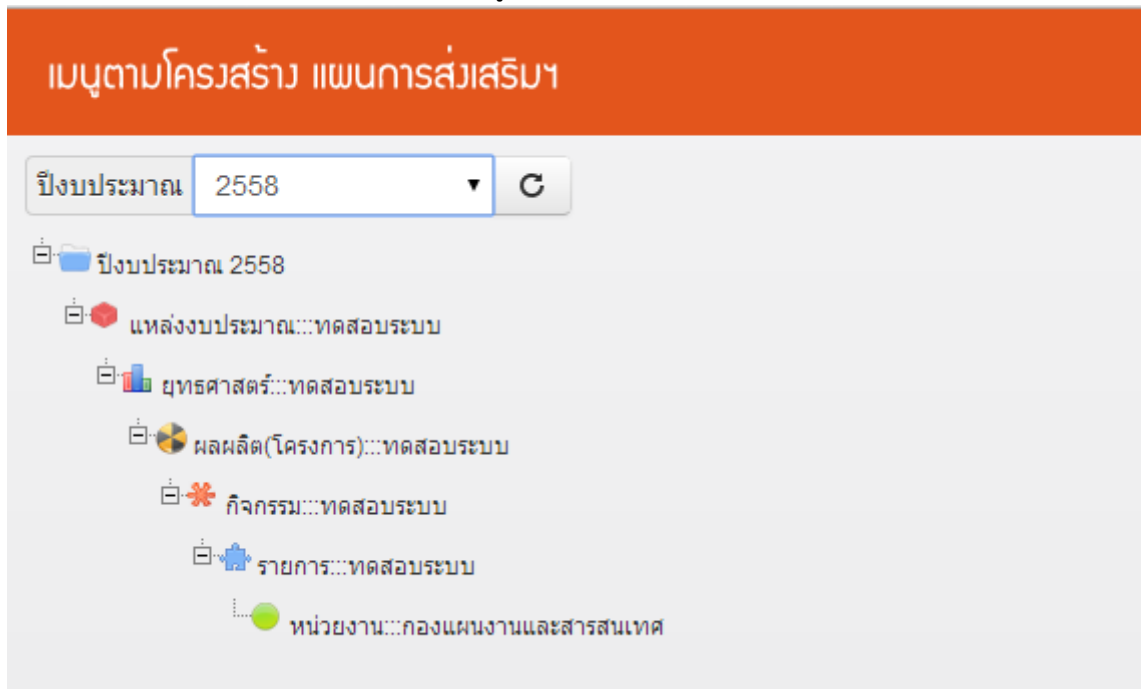 เมนูตามโครงสร้าง แผนการส่งเสริมฯ
ปีงบประมาณ 2558
ปีงบประมาณ 2558
แหล่งงบประมาณ:::ทดสอบระบบ
ยุทธศาสตร์:::ทดสอบระบบ
ผลผลิต(โครงการ):::ทดสอบระบบ
กิจกรรม:::ทดสอบระบบ
รายการ:::ทดสอบระบบ
หน่วยงาน:::กองแผนงานและสารสนเทศ